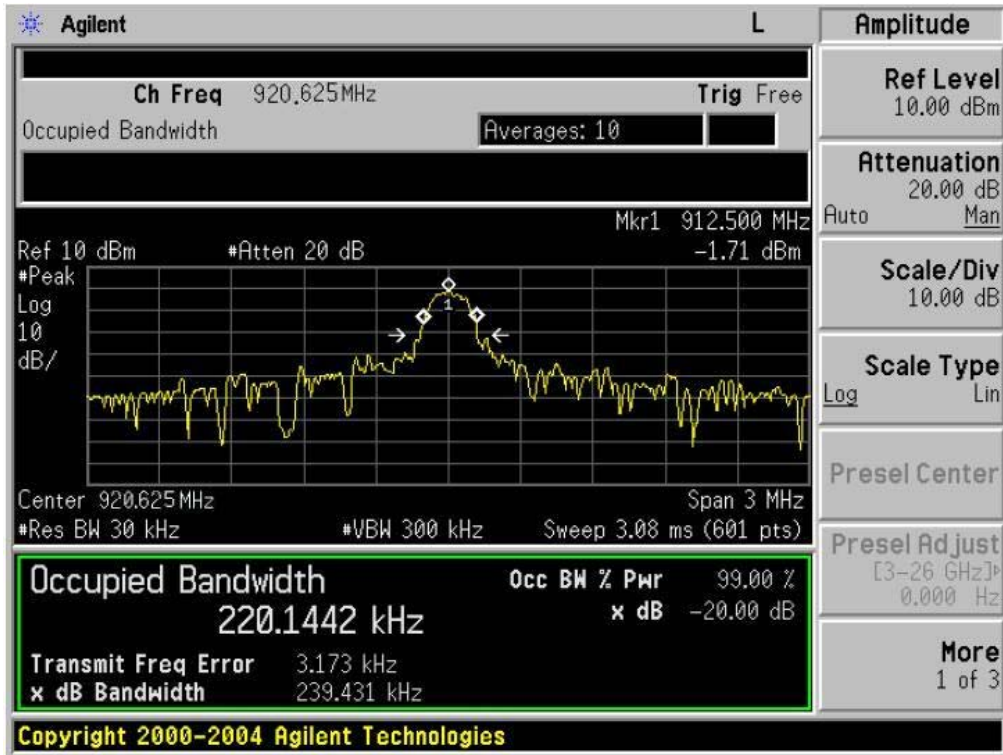 Agilent L
Ch Freq 920.625MHz Trig Free
Occupied Bandwidth Averages: 10
Mkr1 912.500 MHz
Ref 10 dBm #Atten 20 dB -1.71 dBm
#Peak
Log
10
dB/
1
Center 920.625MHz Span 3 MHz
#Res BW 30 kHz #VBW 300 kHz Sweep 3.08 ms (601 pts)
Occupied Bandwidth Occ BW % Pwr 99.00 %
220.1442 kHz x dB -20.00 dB
Transmit Freq Error 3.173 kHz
x dB Bandwidth 239.431 kHz
Copyright 2000-2004 Agilent Technologies
Amplitude
Ref Level
10.00 dBm
Attenuation
20.00 dB
Auto Man
Scale/Div
10.00 dB
Scale Type
Log Lin
Presel Center
Presel Adjust
[3-26 GHz]
0.000 Hz
More
1 of 3